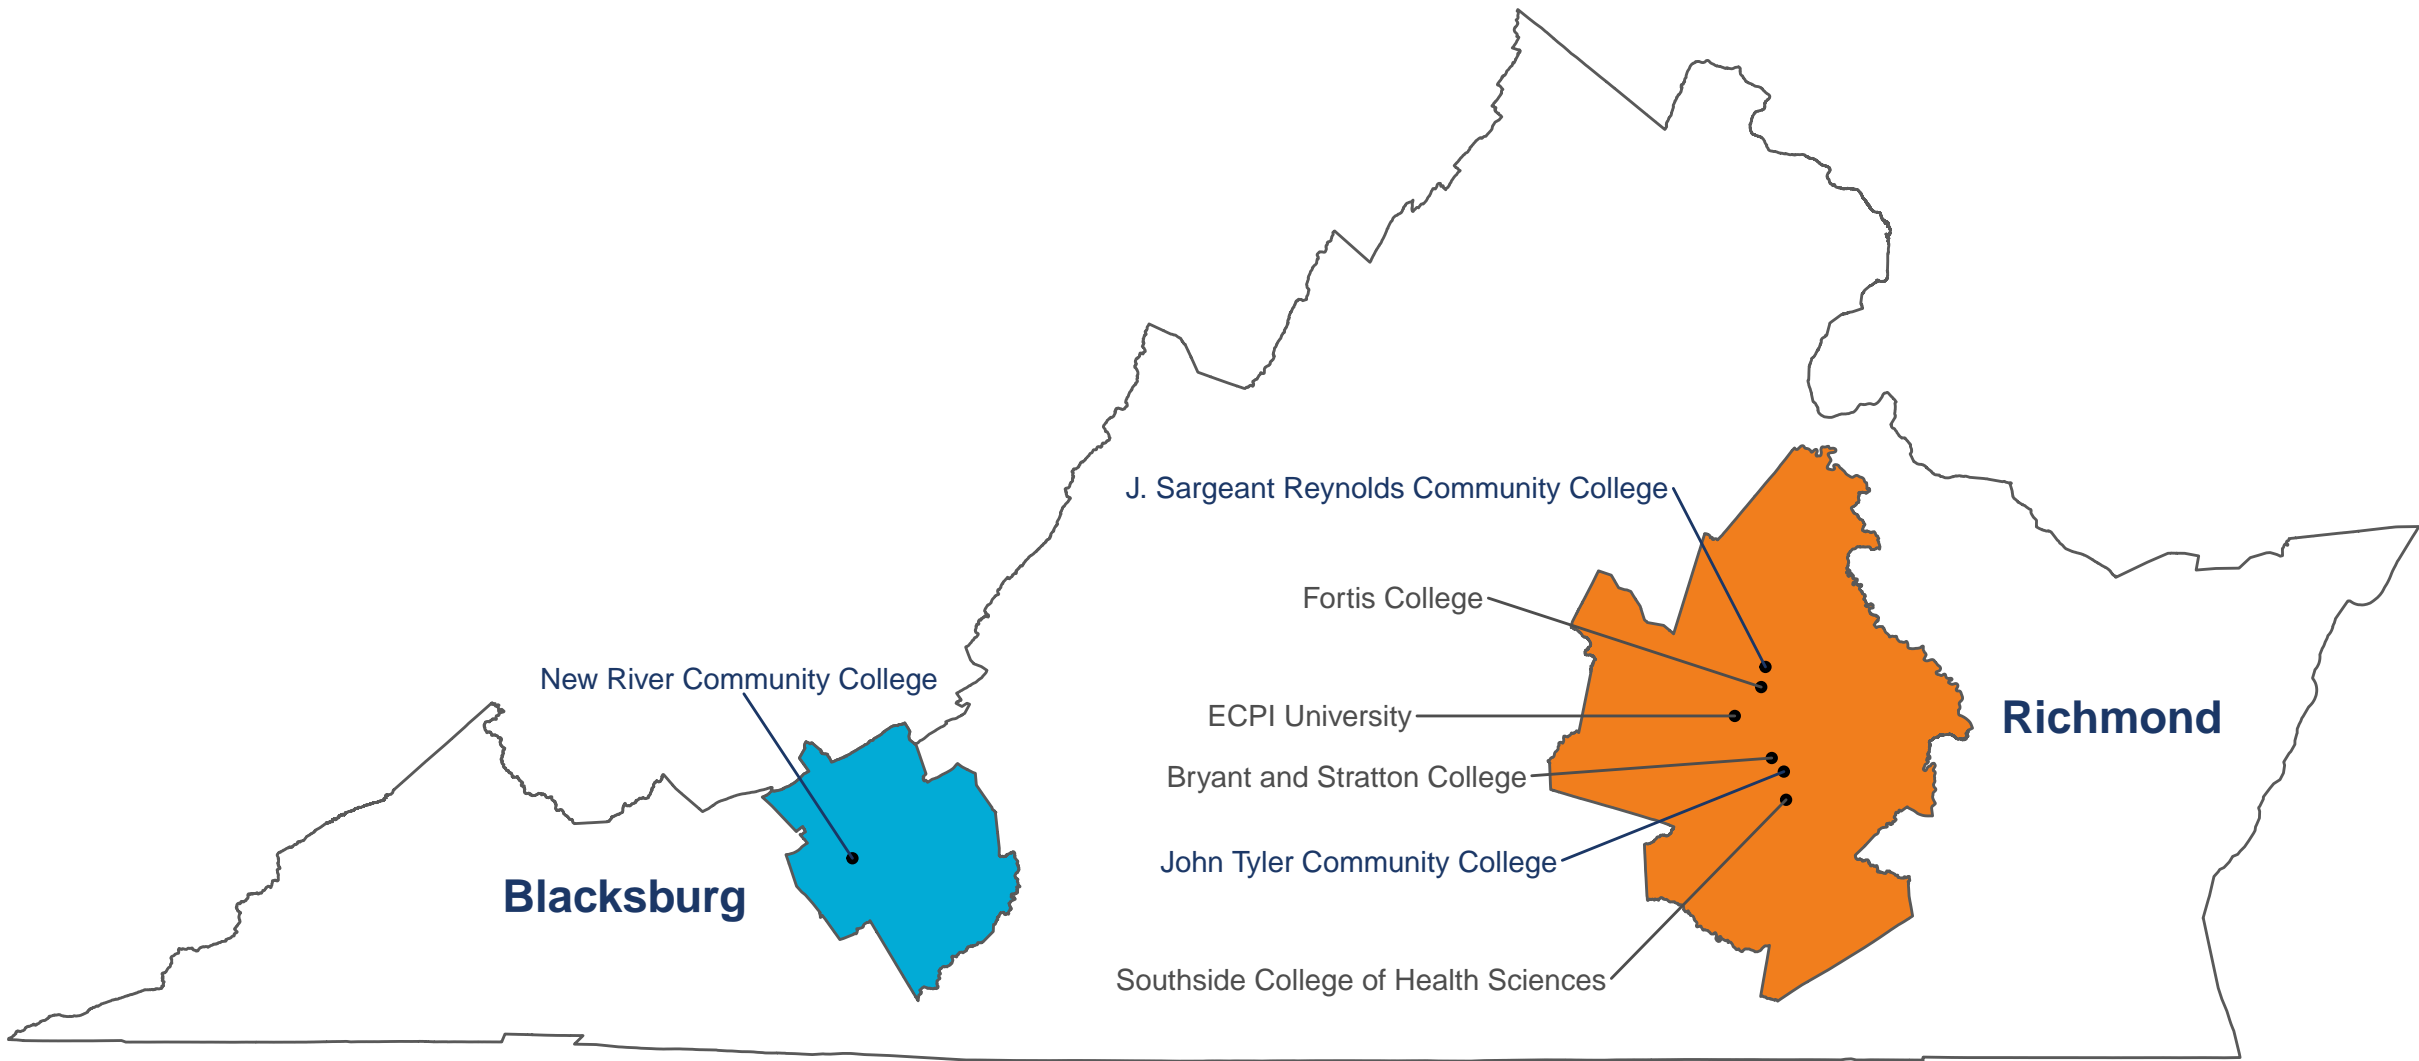 J. Sargeant Reynolds Community College
Fortis College
New River Community College
ECPI University
Richmond
Bryant and Stratton College
John Tyler Community College
Blacksburg
Southside College of Health Sciences